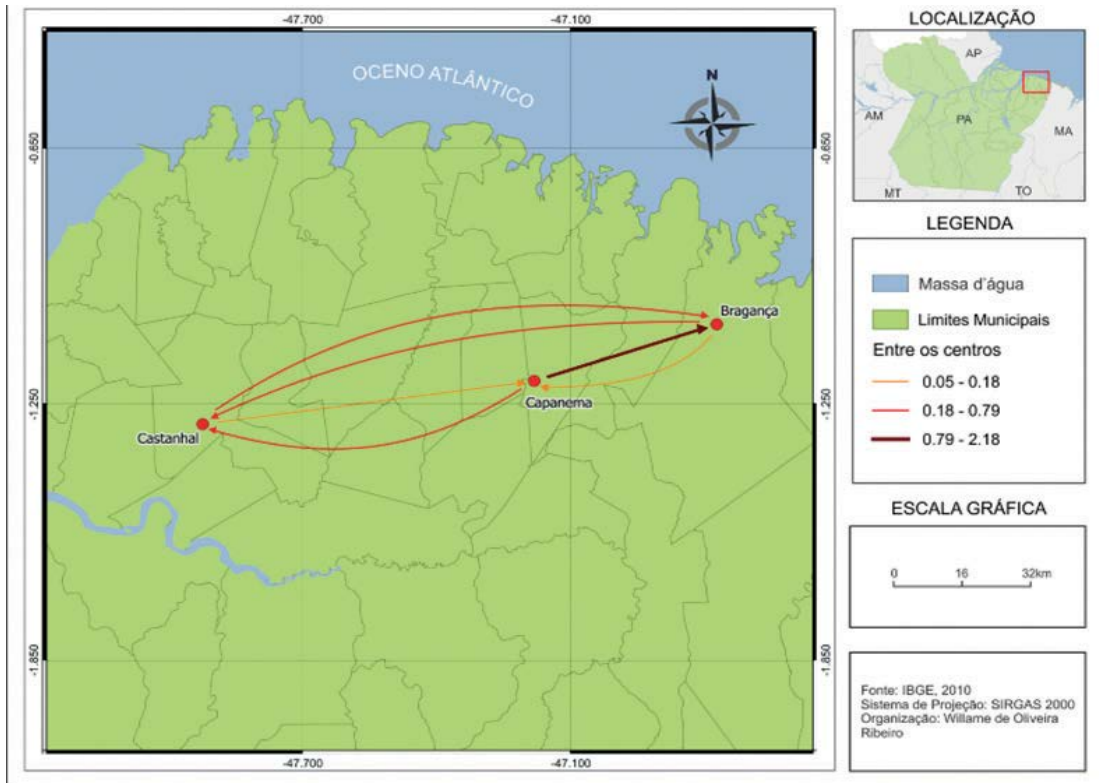 -47.700
-47.100
OCENO ATLÂNTICO
N
-0.650
-0.650
Bragança
Capanema
Castanhal
-1.250
-1.250
-1.850
-1.850
-47.700
-47.100
LOCALIZAÇÃO
AP
AM
PA
MA
MT
TO
LEGENDA
Massa d'água
Limites Municipais
Entre os centros
0.05 - 0.18
0.18 - 0.79
0.79 - 2.18
ESCALA GRÁFICA
0 16 32km
Fonte: IBGE, 2010
Sistema de Projeção: SIRGAS 2000
Organização: Willame de Oliveira
Ribeiro